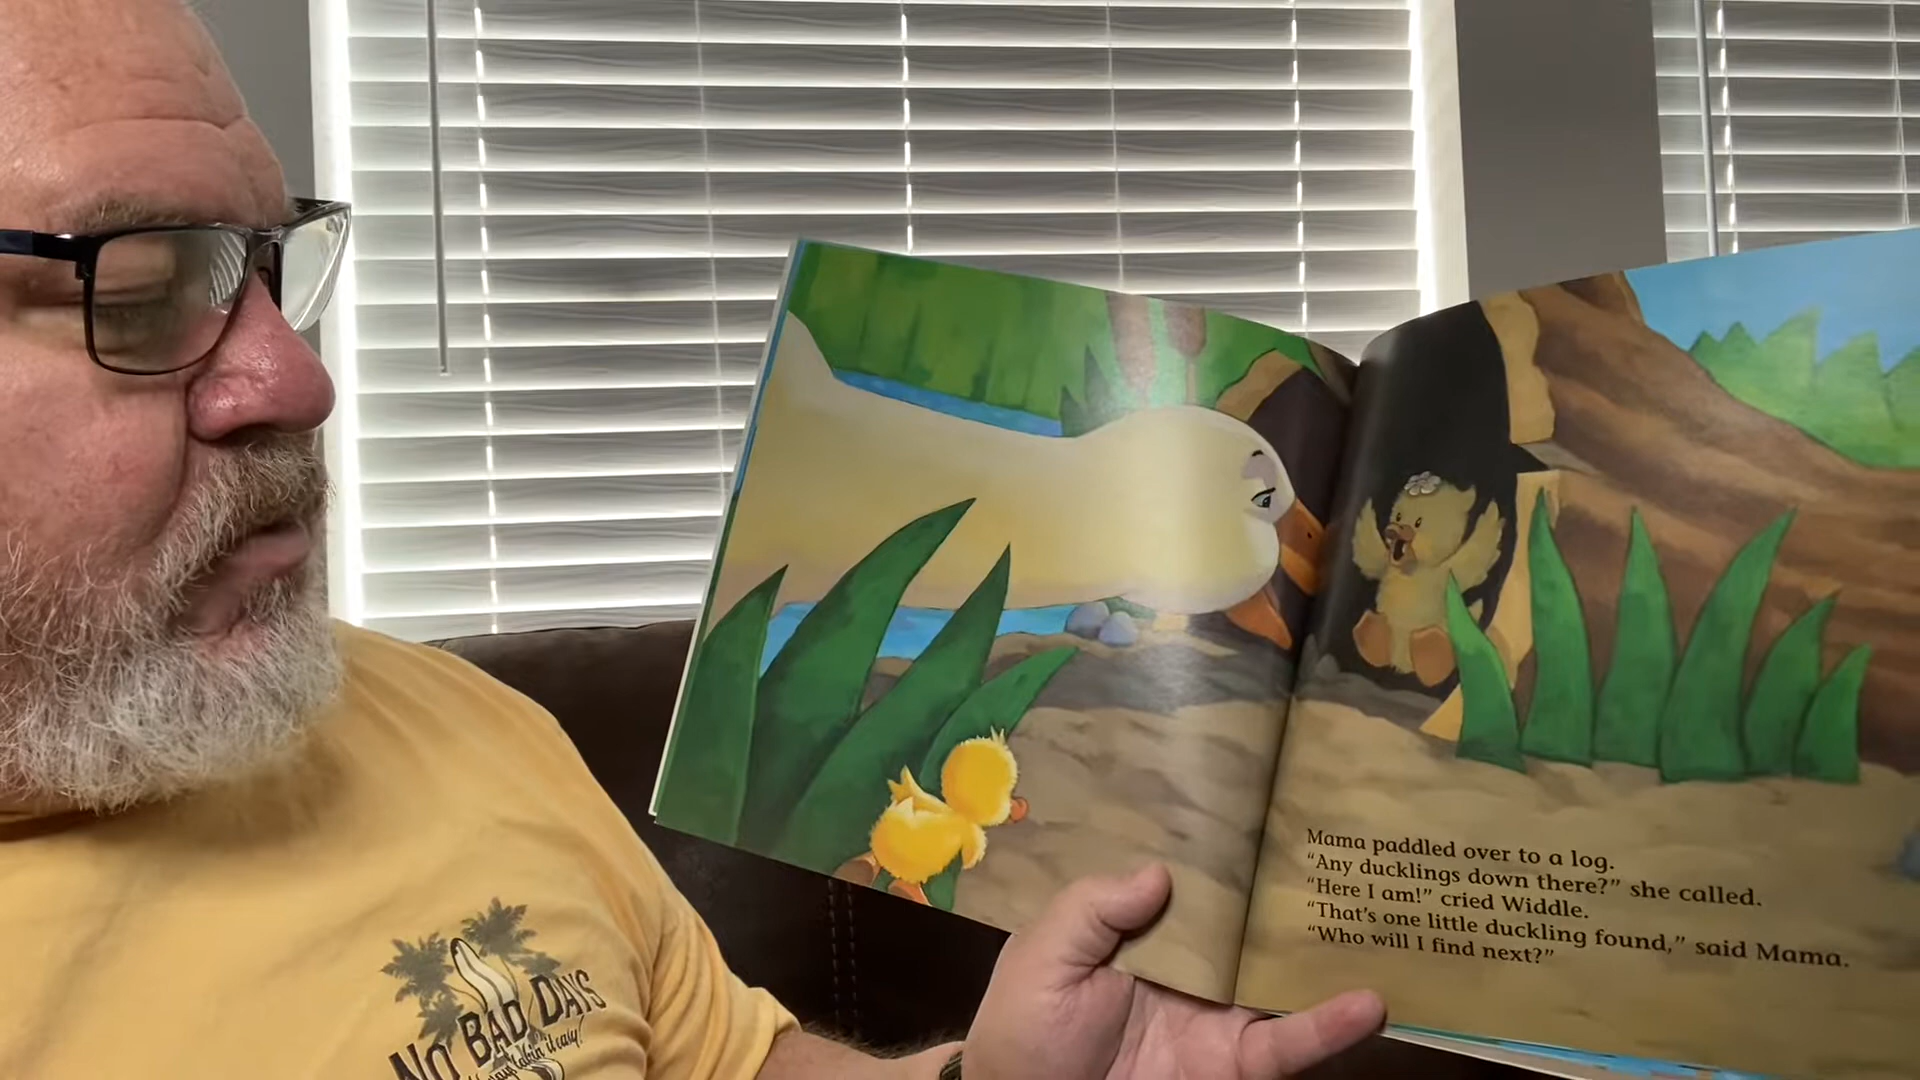 NO BAD DAYS
Mama paddled over to a log.
“Any ducklings down there?” she called.
“Here I am!” cried Widdle.
“That’s one little duckling found,” said Mama.
“Who will I find next?”